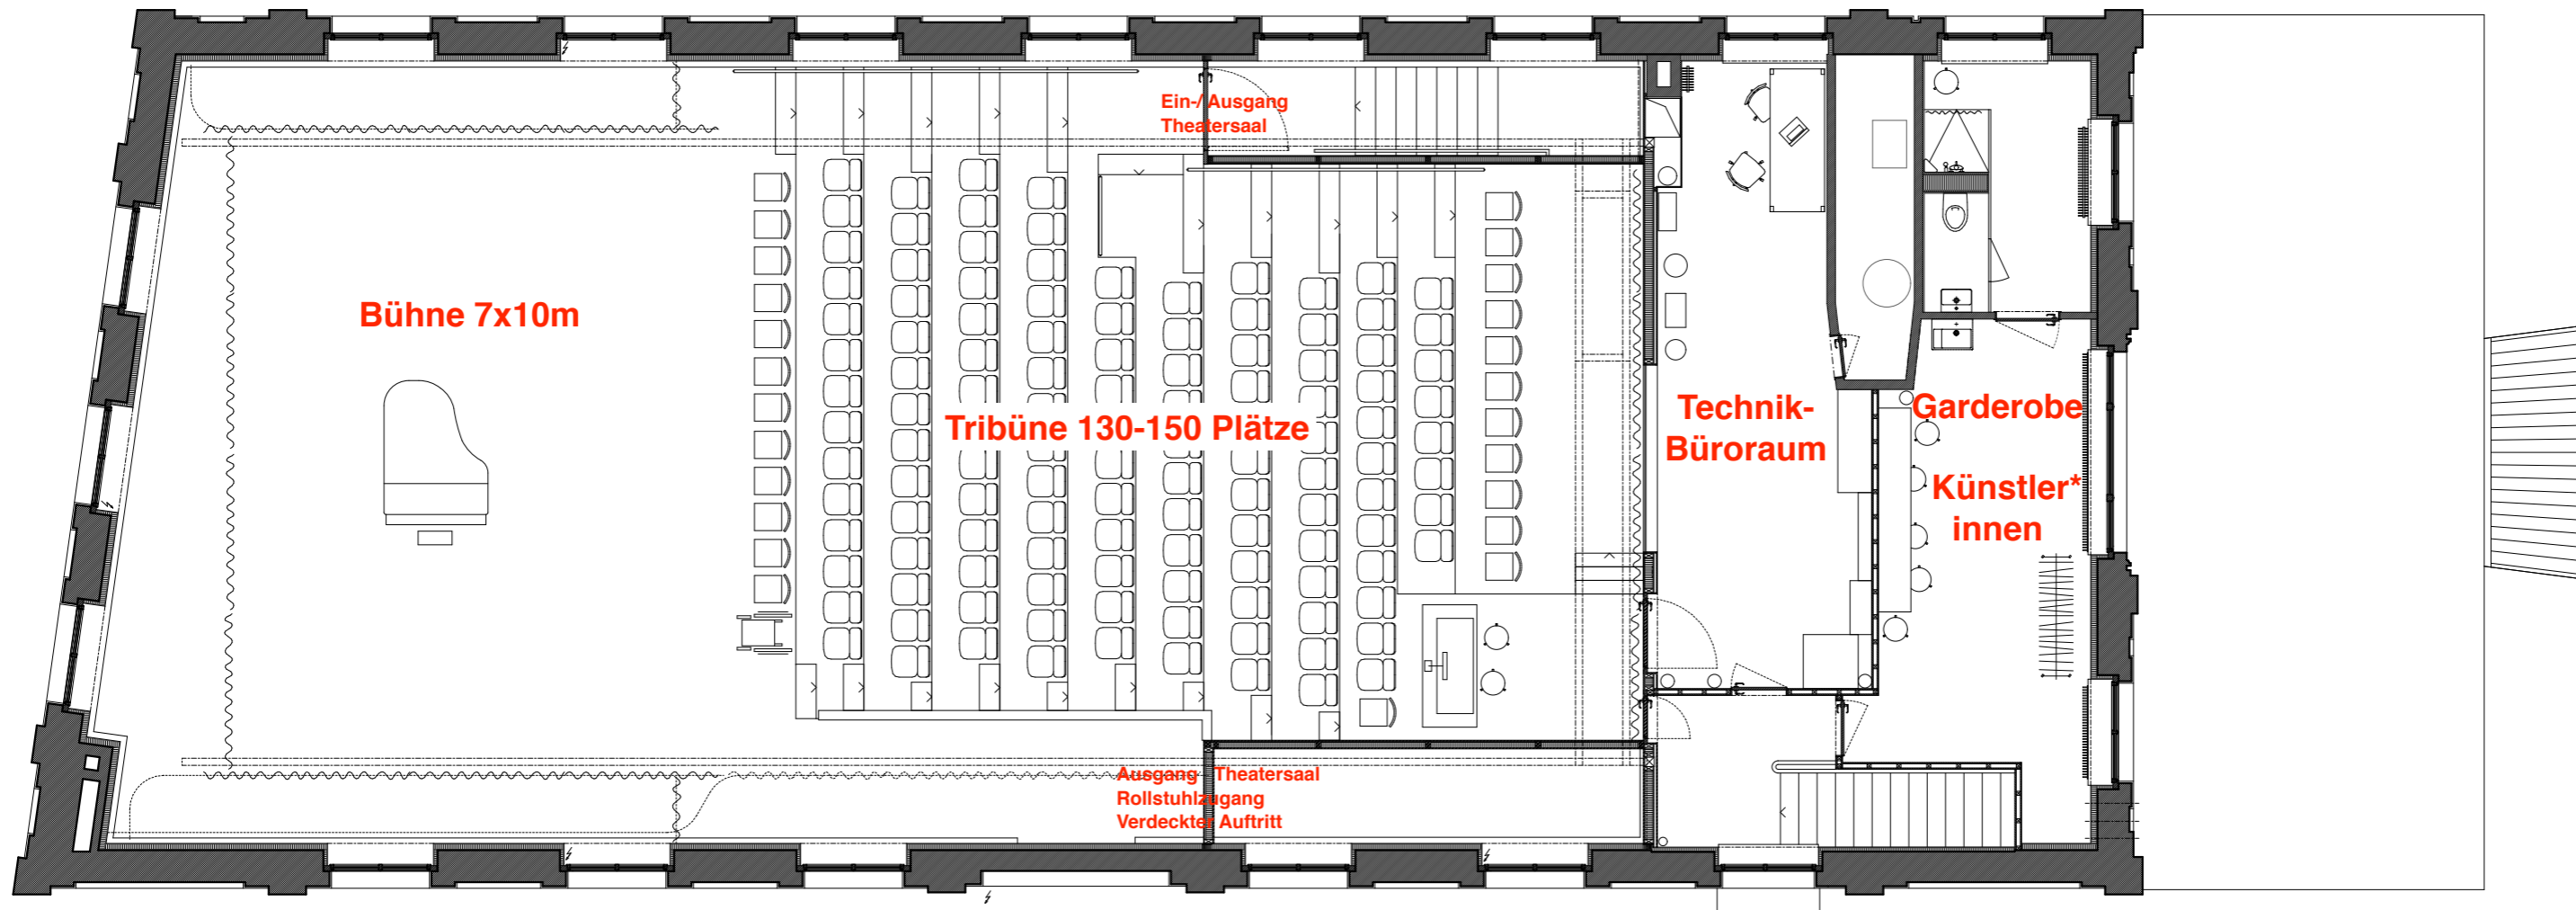 Ein-/ Ausgang
Theatersaal
Bühne 7x10m
Tribüne 130-150 Plätze
Technik-
Büroraum
Garderobe
Künstler*
innen
Ausgang Theatersaal
Rollstuhlzugang
Verdeckter Auftritt